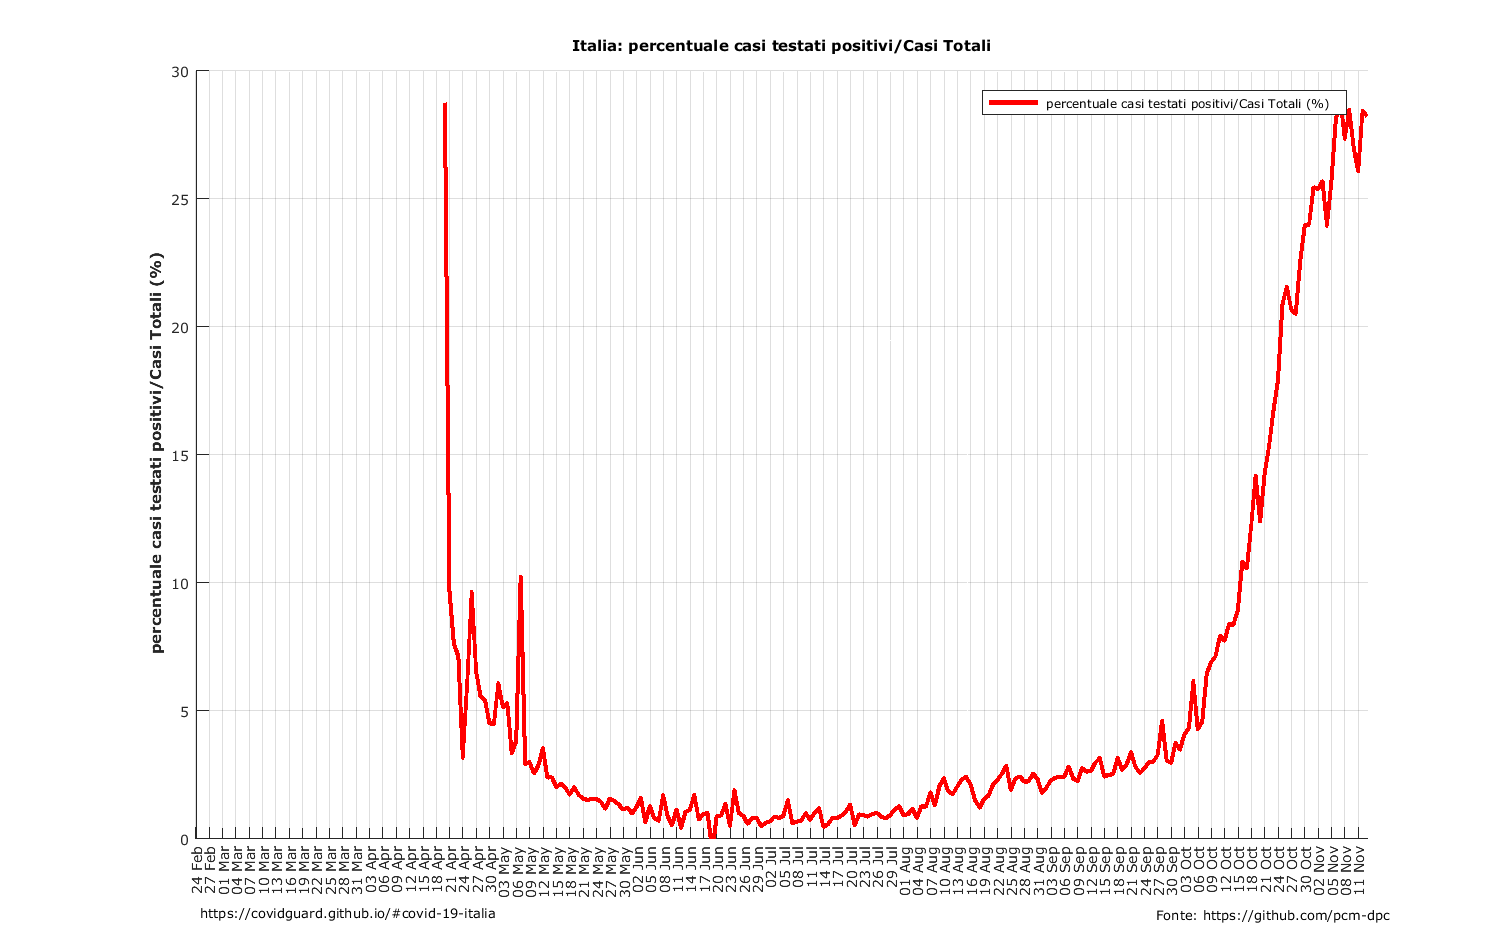 Italia: percentuale casi testati positivi/Casi Totali
percentuale casi testati positivi/Casi Totali (%)
percentuale casi testati positivi/Casi Totali (%)
30
25
20
15
10
5
0
24 Feb
27 Feb
01 Mar
04 Mar
07 Mar
10 Mar
13 Mar
16 Mar
19 Mar
22 Mar
25 Mar
28 Mar
31 Mar
03 Apr
06 Apr
09 Apr
12 Apr
15 Apr
18 Apr
21 Apr
24 Apr
27 Apr
30 Apr
03 May
06 May
09 May
12 May
15 May
18 May
21 May
24 May
27 May
30 May
02 Jun
05 Jun
08 Jun
11 Jun
14 Jun
17 Jun
20 Jun
23 Jun
26 Jun
29 Jun
02 Jul
05 Jul
08 Jul
11 Jul
14 Jul
17 Jul
20 Jul
23 Jul
26 Jul
29 Jul
01 Aug
04 Aug
07 Aug
10 Aug
13 Aug
16 Aug
19 Aug
22 Aug
25 Aug
28 Aug
31 Aug
03 Sep
06 Sep
09 Sep
12 Sep
15 Sep
18 Sep
21 Sep
24 Sep
27 Sep
30 Sep
03 Oct
06 Oct
09 Oct
12 Oct
15 Oct
18 Oct
21 Oct
24 Oct
27 Oct
30 Oct
02 Nov
05 Nov
08 Nov
11 Nov
https://covidguard.github.io/#covid-19-italia
Fonte: https://github.com/pcm-dpc